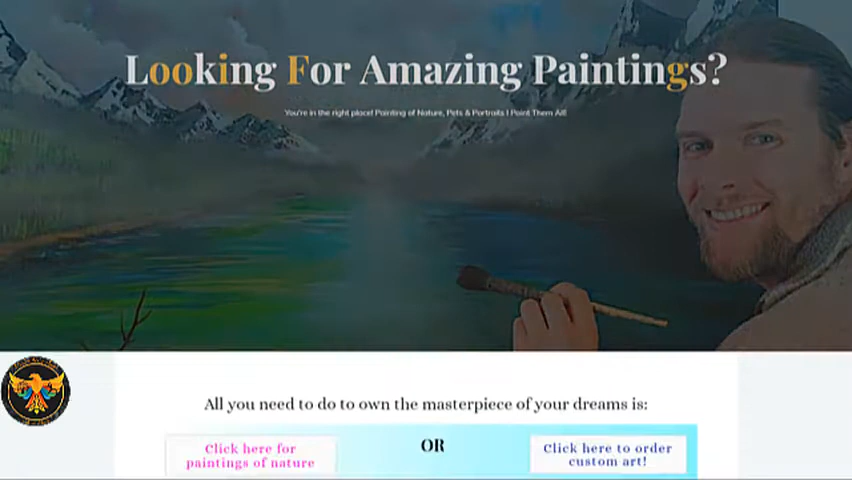 Looking For Amazing Paintings?
You're in the right place! Painting of Nature, Pets & Portraits I Paint Them All!
All you need to do to own the masterpiece of your dreams is:
Click here for
paintings of nature
OR
Click here to order
custom art!